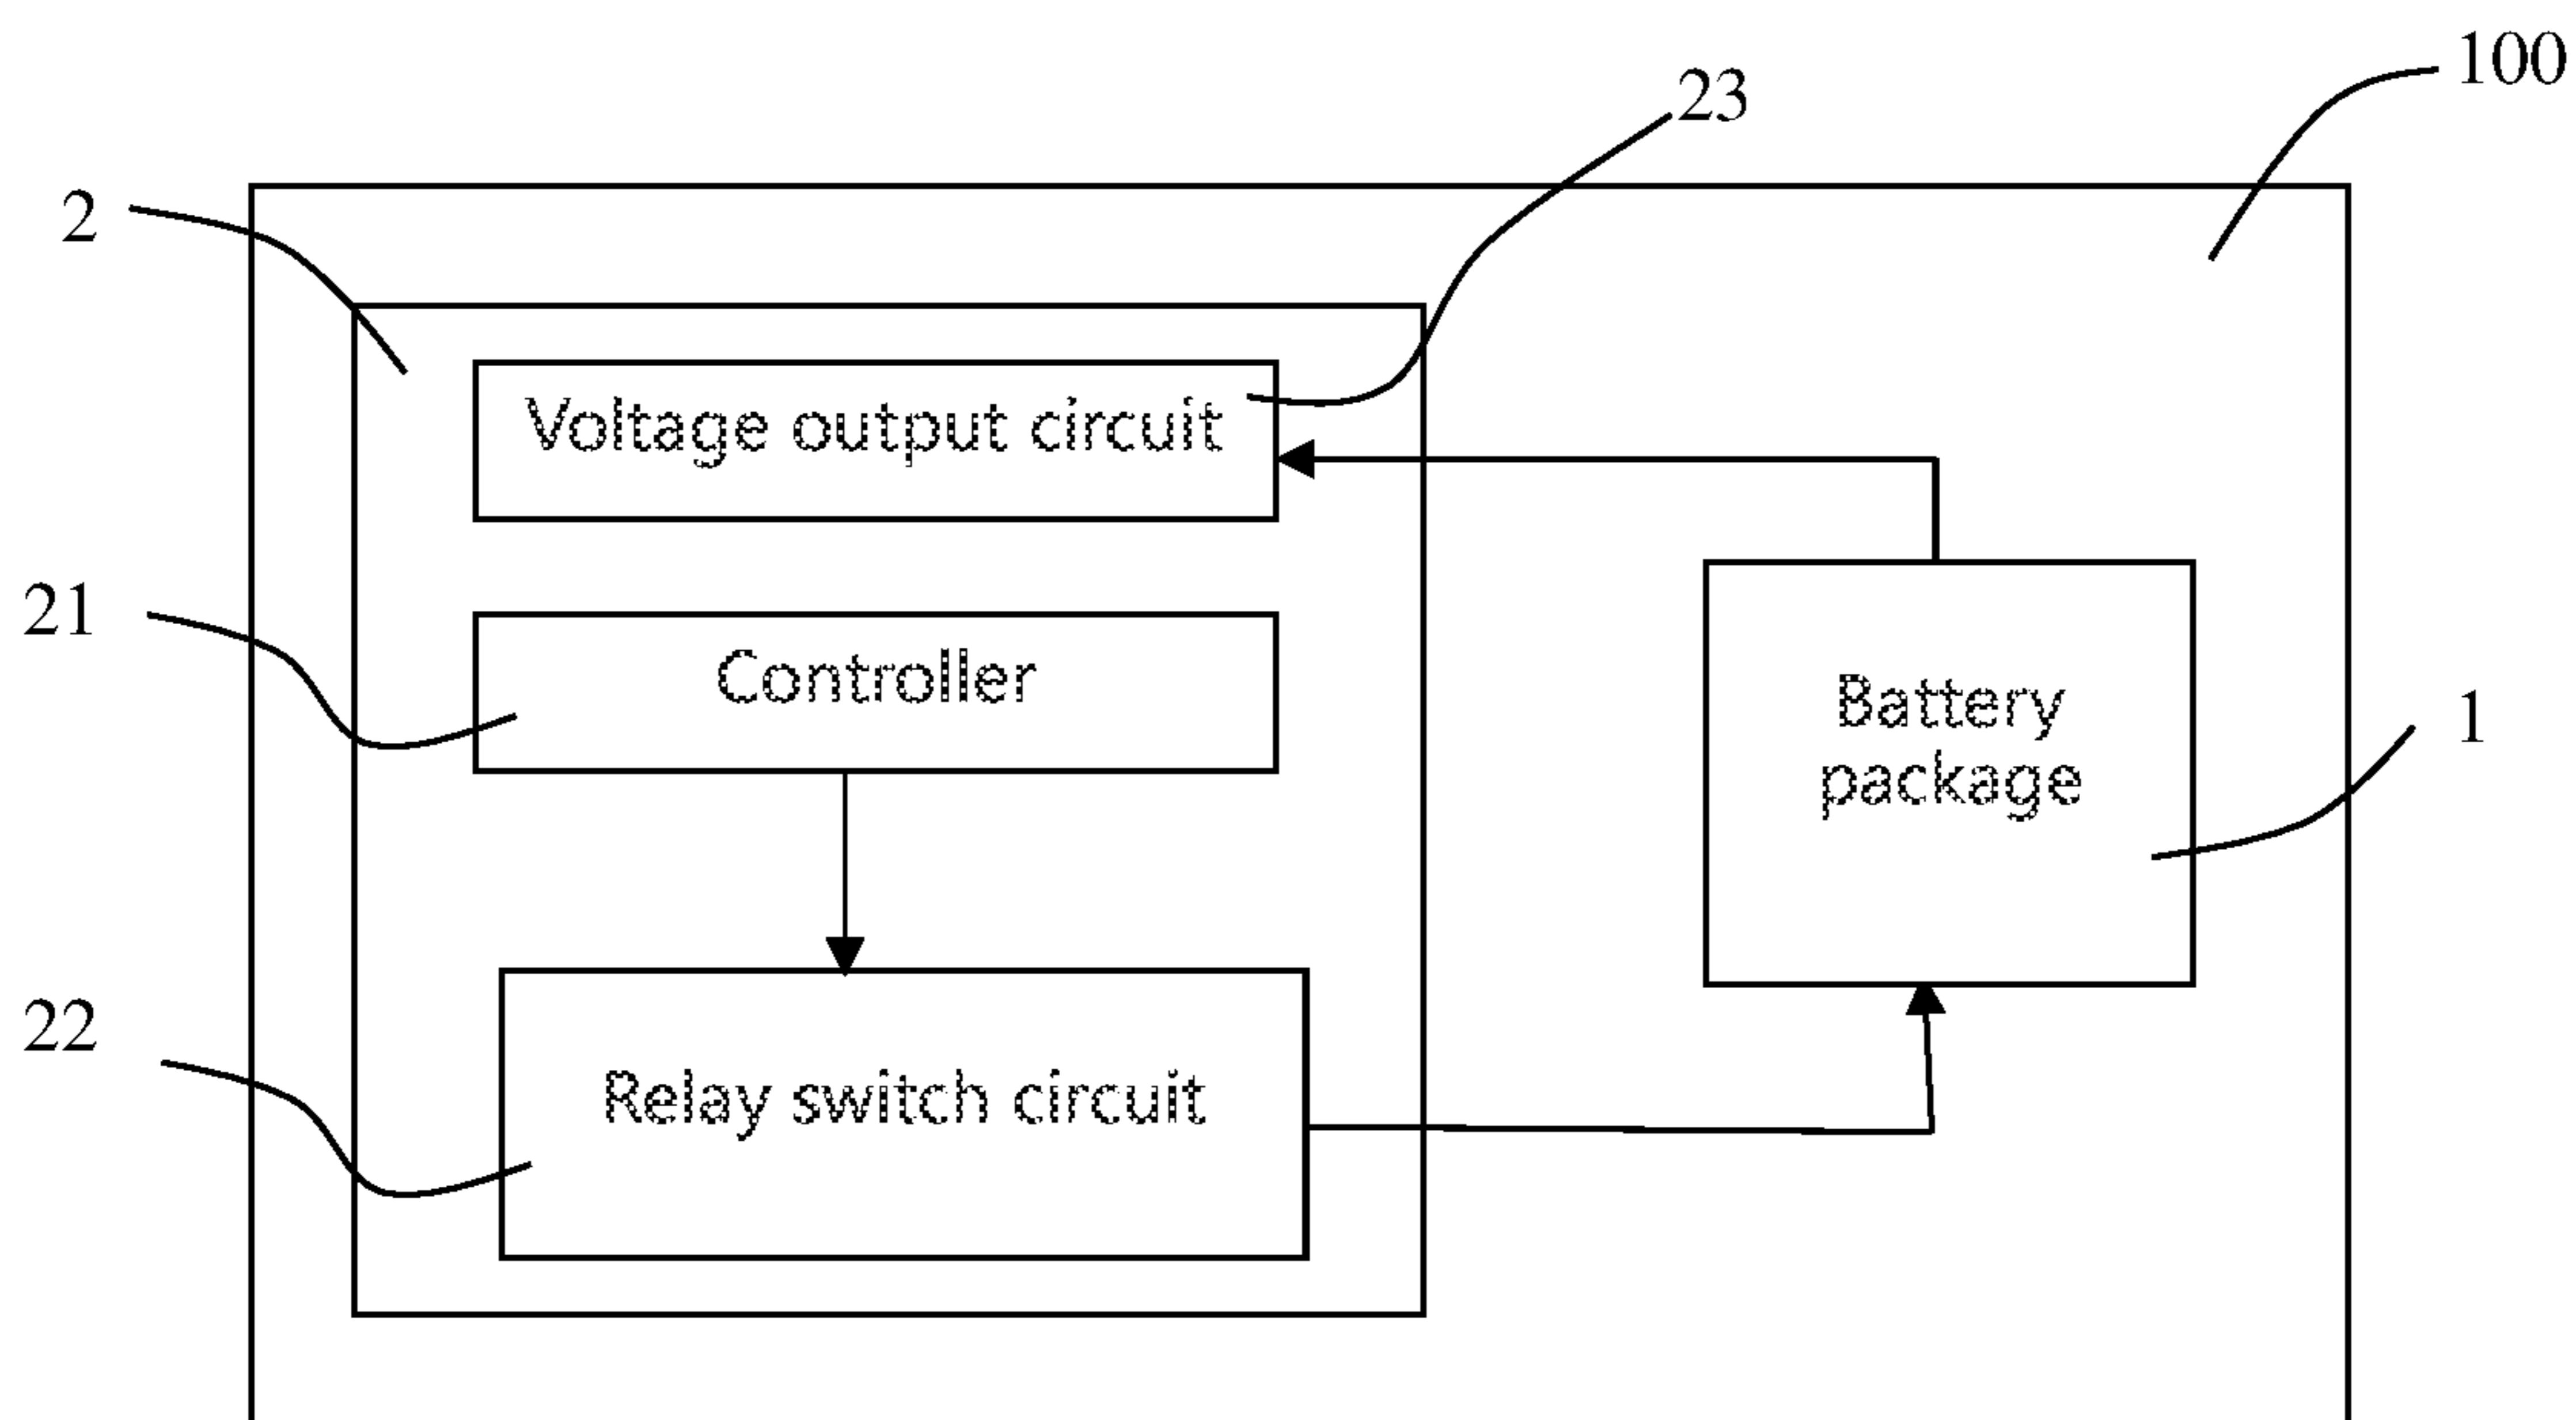 100
23
2
Voltage output circuit
21
Controller
Battery
package
1
22
Relay switch circuit